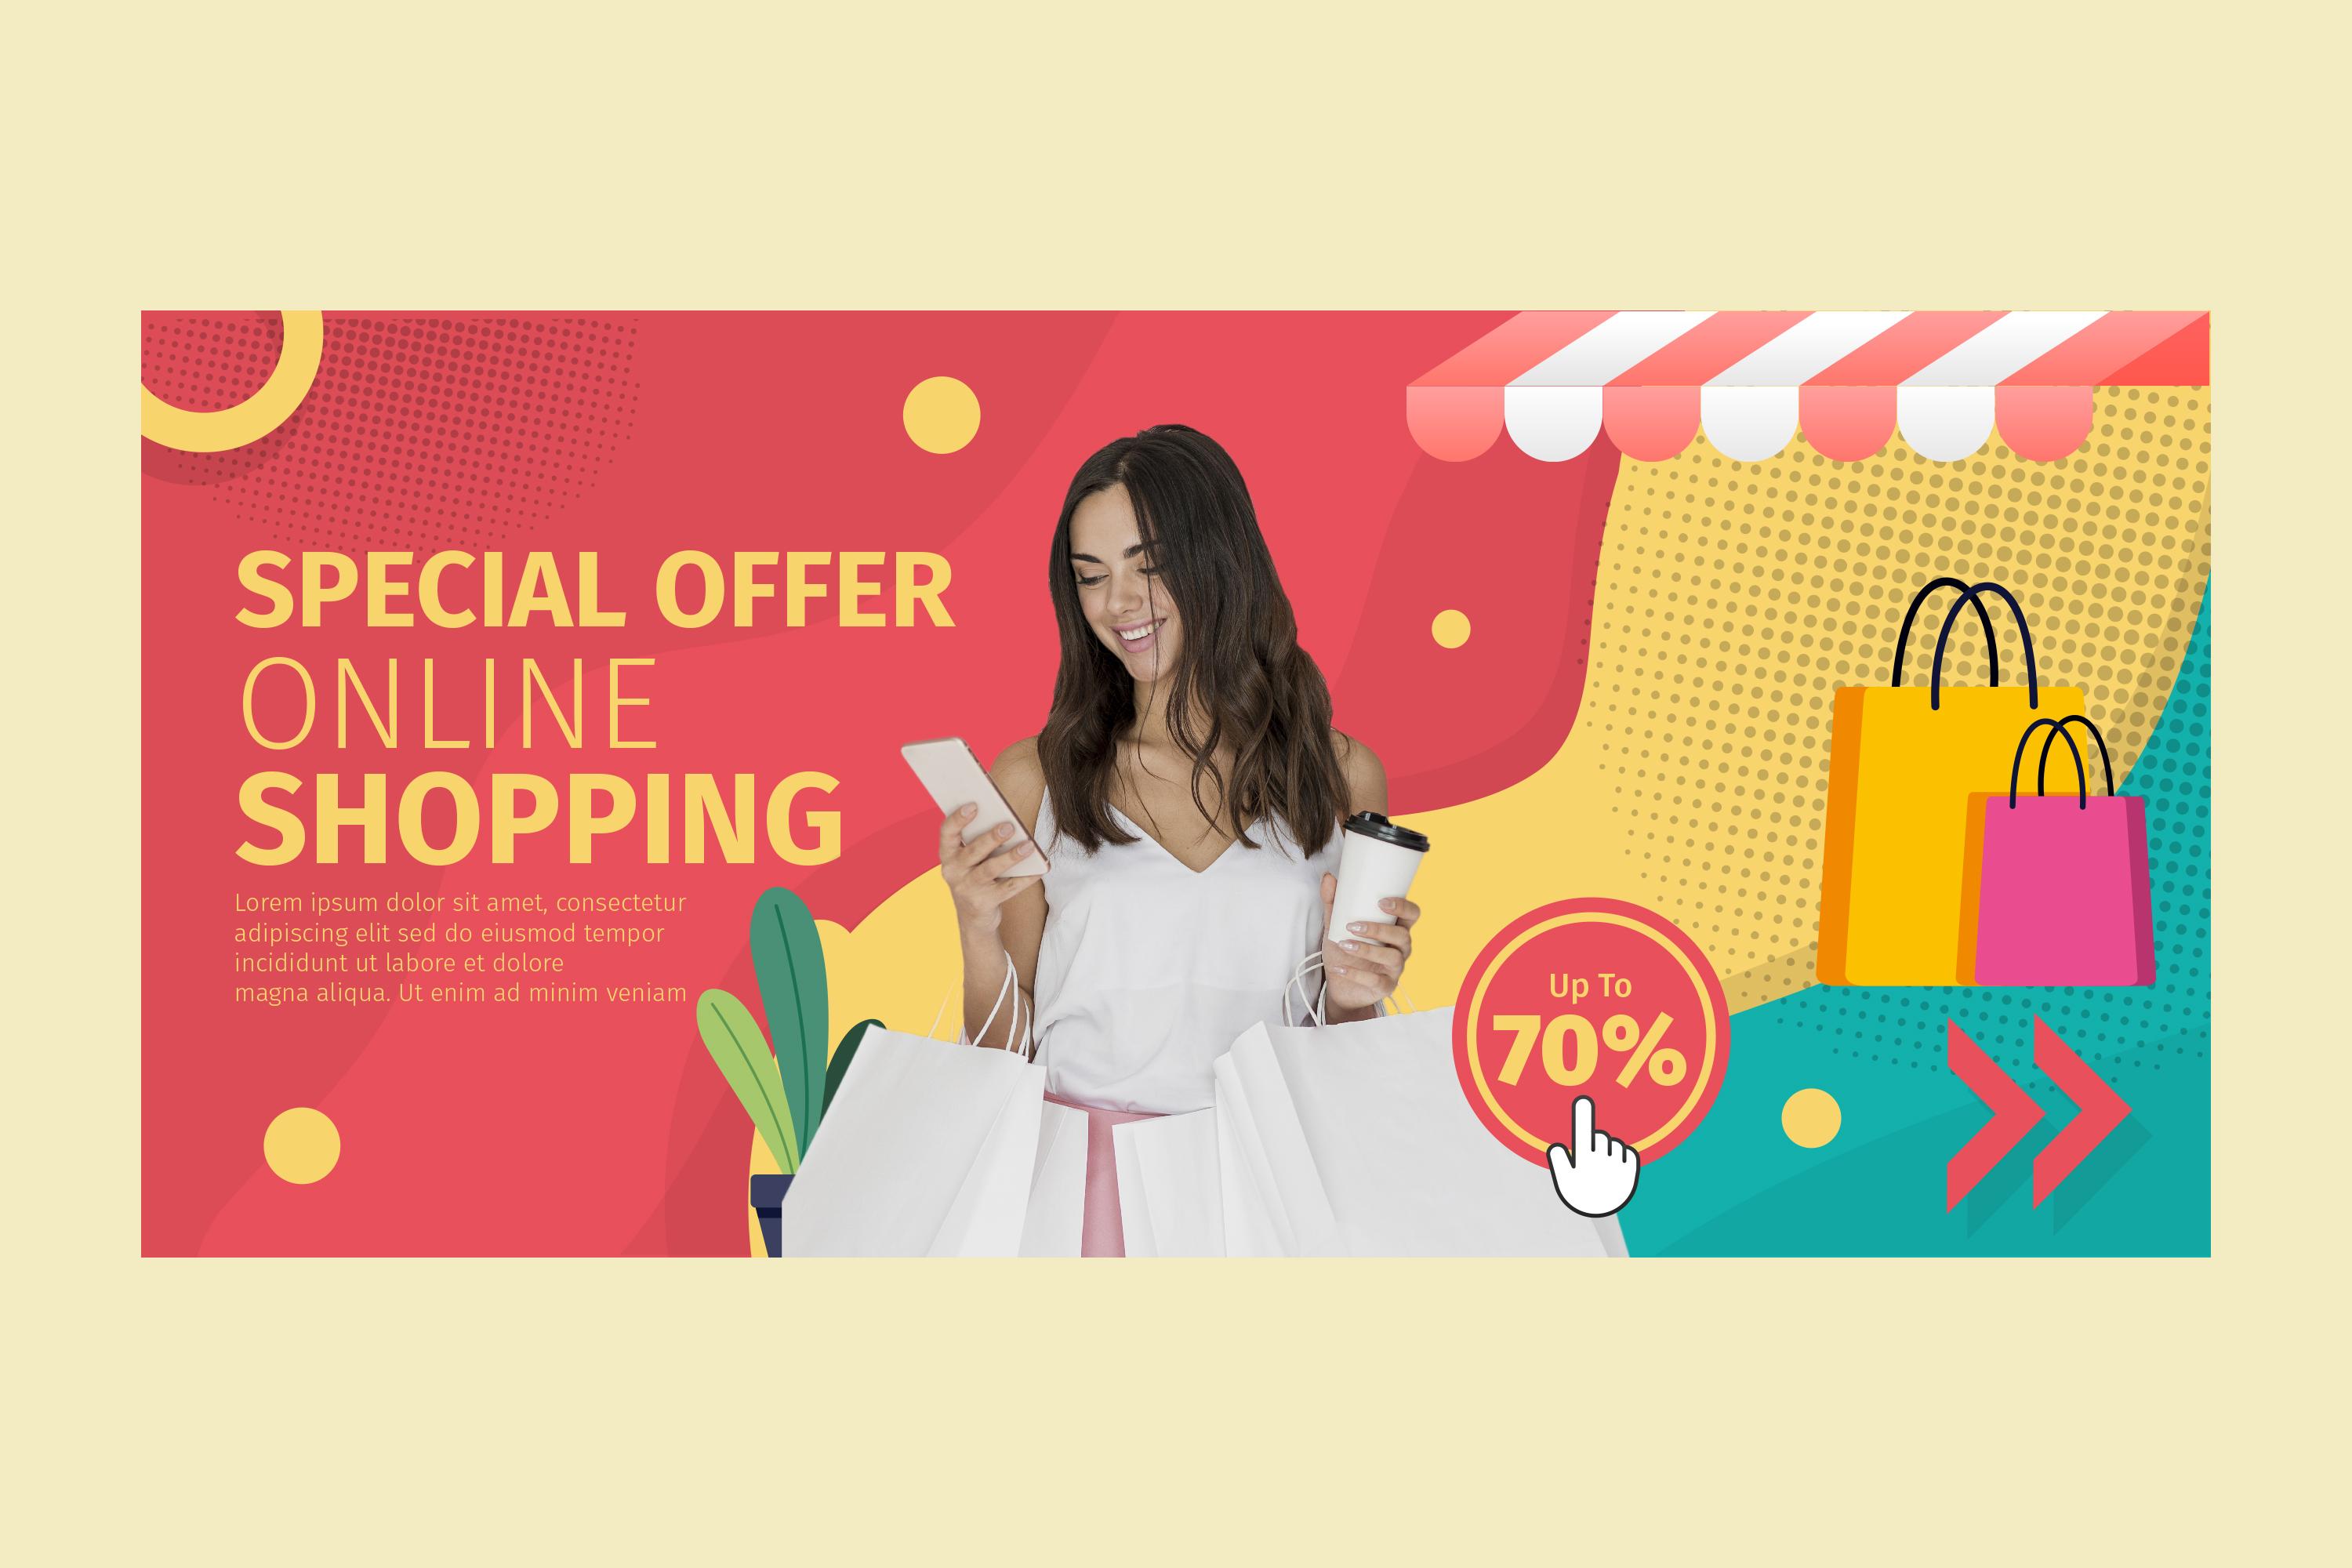 SPECIAL OFFER
ONLINE
SHOPPING
Lorem ipsum dolor sit amet, consectetur
adipiscing elit sed do eiusmod tempor
incididunt ut labore et dolore
magna aliqua. Ut enim ad minim veniam
Up To
70%